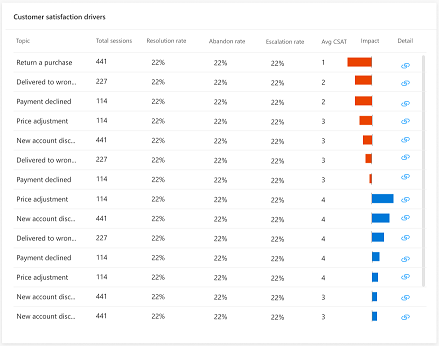 Customer satisfaction drivers
Topic Total sessions Resolution rate Abandon rate Escalation rate Avg CSAT Impact Detail
Return a purchase 441 22% 22% 22% 1
Delivered to wron... 227 22% 22% 22% 2
Payment declined 114 22% 22% 22% 2
Price adjustment 114 22% 22% 22% 3
New account disc... 441 22% 22% 22% 3
Delivered to wron... 227 22% 22% 22% 3
Payment declined 114 22% 22% 22% 3
Price adjustment 114 22% 22% 22% 4
New account disc... 441 22% 22% 22% 4
Delivered to wron... 227 22% 22% 22% 4
Payment declined 114 22% 22% 22% 4
Price adjustment 114 22% 22% 22% 4
New account disc... 441 22% 22% 22% 3
New account disc... 441 22% 22% 22% 3